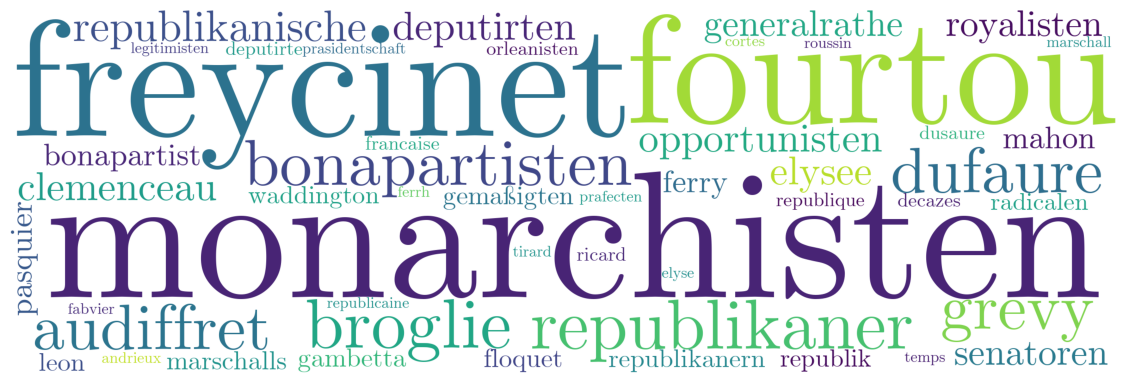 republikanische deputirten generalrathe royalisten
legitimisten deputirtepräsidentschaft orleanisten cortes roussin marschall
freycinet fourtou
francaise opportunisten dusaure mahon
bonapartist bonapartisten elysee dufaure
clemenceau waddington ferrh gemaßigten prafecten ferry republique decazes radicalen
pasquier monarchisten
tirard ricard elyse
fabvier republicaine
audiffret broglie republikaner grevy
leon andrieux marschalls gambetta floquet republikanern republik temps senatoren